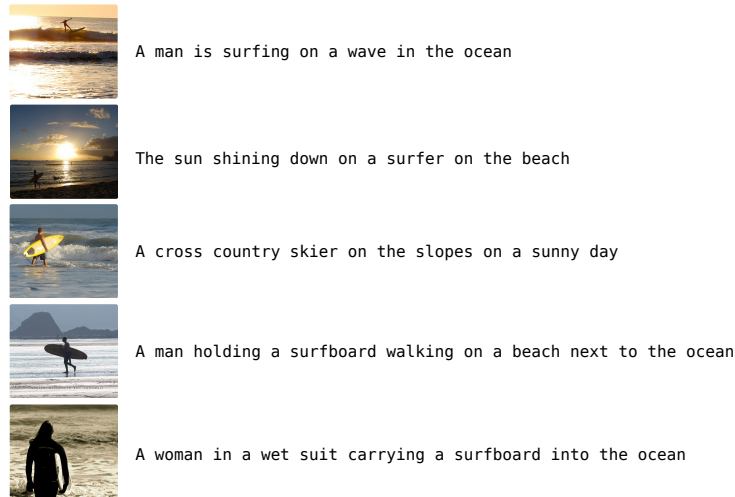 A man is surfing on a wave in the ocean
The sun shining down on a surfer on the beach
A cross country skier on the slopes on a sunny day
A man holding a surfboard walking on a beach next to the ocean
A woman in a wet suit carrying a surfboard into the ocean